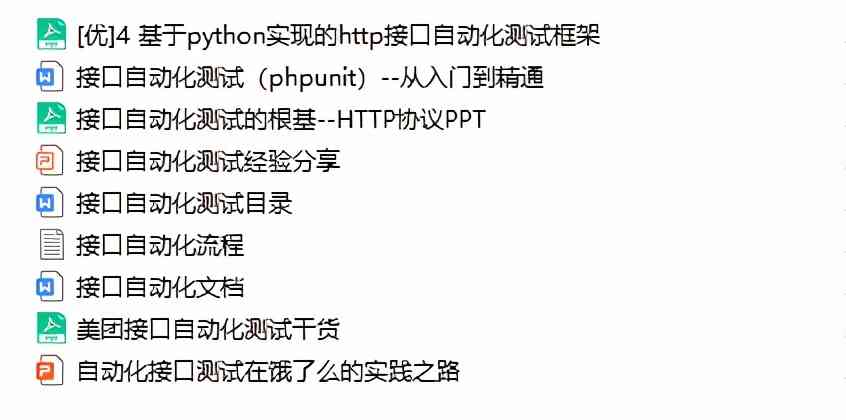 [优]4 基于python实现的http接口自动化测试框架
接口自动化测试（phpunit）--从入门到精通
接口自动化测试的根基--HTTP协议PPT
接口自动化测试经验分享
接口自动化测试目录
接口自动化流程
接口自动化文档
美团接口自动化测试干货
自动化接口测试在饿了么的实践之路